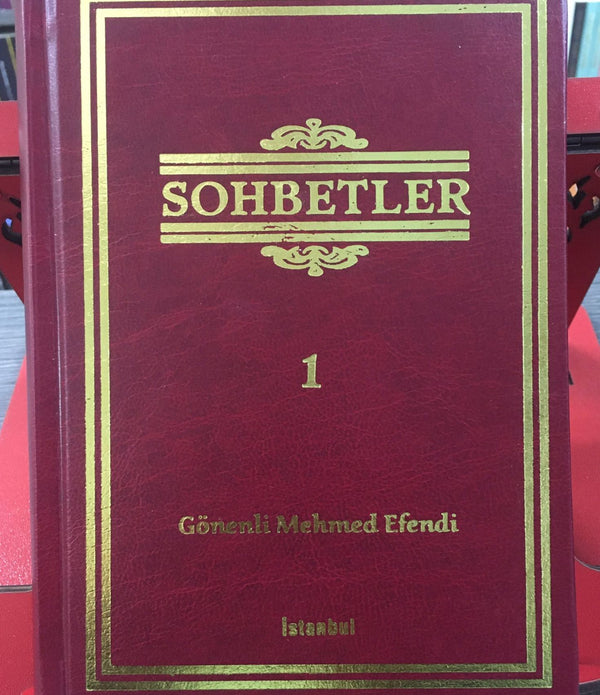 SOHBETLER
1
Gönenli Mehmed Efendi
İstanbul